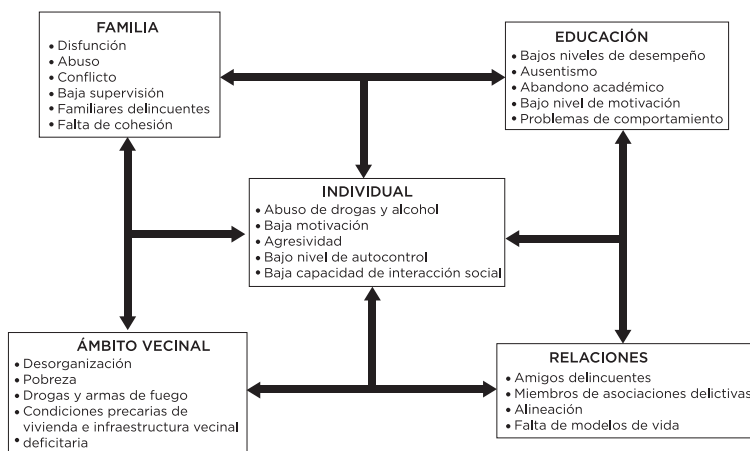 FAMILIA
• Disfunción
• Abuso
• Conflicto
• Baja supervisión
• Familiares delincuentes
• Falta de cohesión
EDUCACIÓN
• Bajos niveles de desempeño
• Ausentismo
• Abandono académico
• Bajo nivel de motivación
• Problemas de comportamiento
INDIVIDUAL
• Abuso de drogas y alcohol
• Baja motivación
• Agresividad
• Bajo nivel de autocontrol
• Baja capacidad de interacción social
ÁMBITO VECINAL
• Desorganización
• Pobreza
• Drogas y armas de fuego
• Condiciones precarias de
vivienda e infraestructura vecinal
• deficitaria
RELACIONES
• Amigos delincuentes
• Miembros de asociaciones delictivas
• Alineación
• Falta de modelos de vida